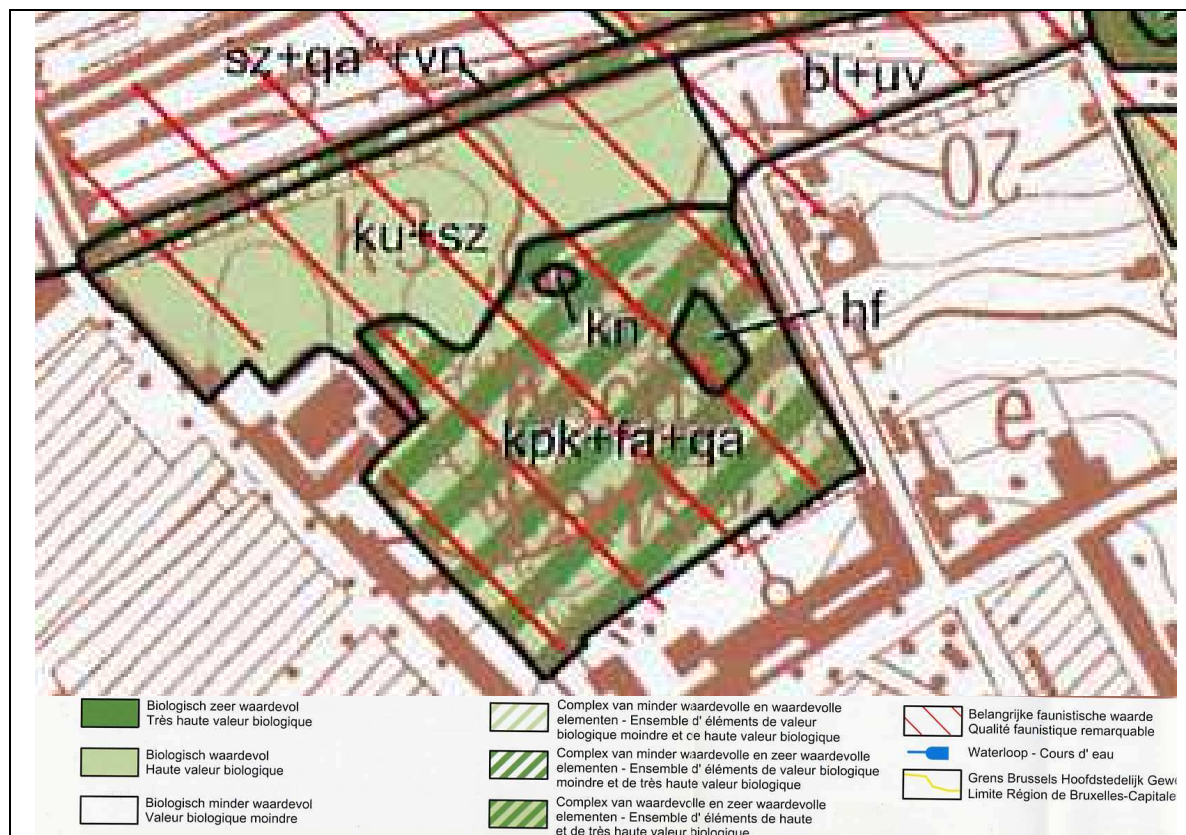 sz+qa°+vn
bl+uv
20
ku+sz
kn
hf
kpk+fa+qa
e
Biologisch zeer waardevol
Très haute valeur biologique
Biologisch waardevol
Haute valeur biologique
Biologisch minder waardevol
Valeur biologique moindre
Complex van minder waardevolle en waardevolle
elementen - Ensemble d' éléments de valeur
biologique moindre et ce haute valeur biologique
Complex van minder waardevolle en zeer waardevolle
elementen - Ensemble d' éléments de valeur biologique
moindre et de très haute valeur biologique
Complex van waardevolle en zeer waardevolle
elementen - Ensemble d' éléments de haute
et de très haute valeur biologique
Belangrijke faunistische waarde
Qualité faunistique remarquable
Waterloop - Cours d' eau
Grens Brussels Hoofdstedelijk Gew
Limite Région de Bruxelles-Capitale